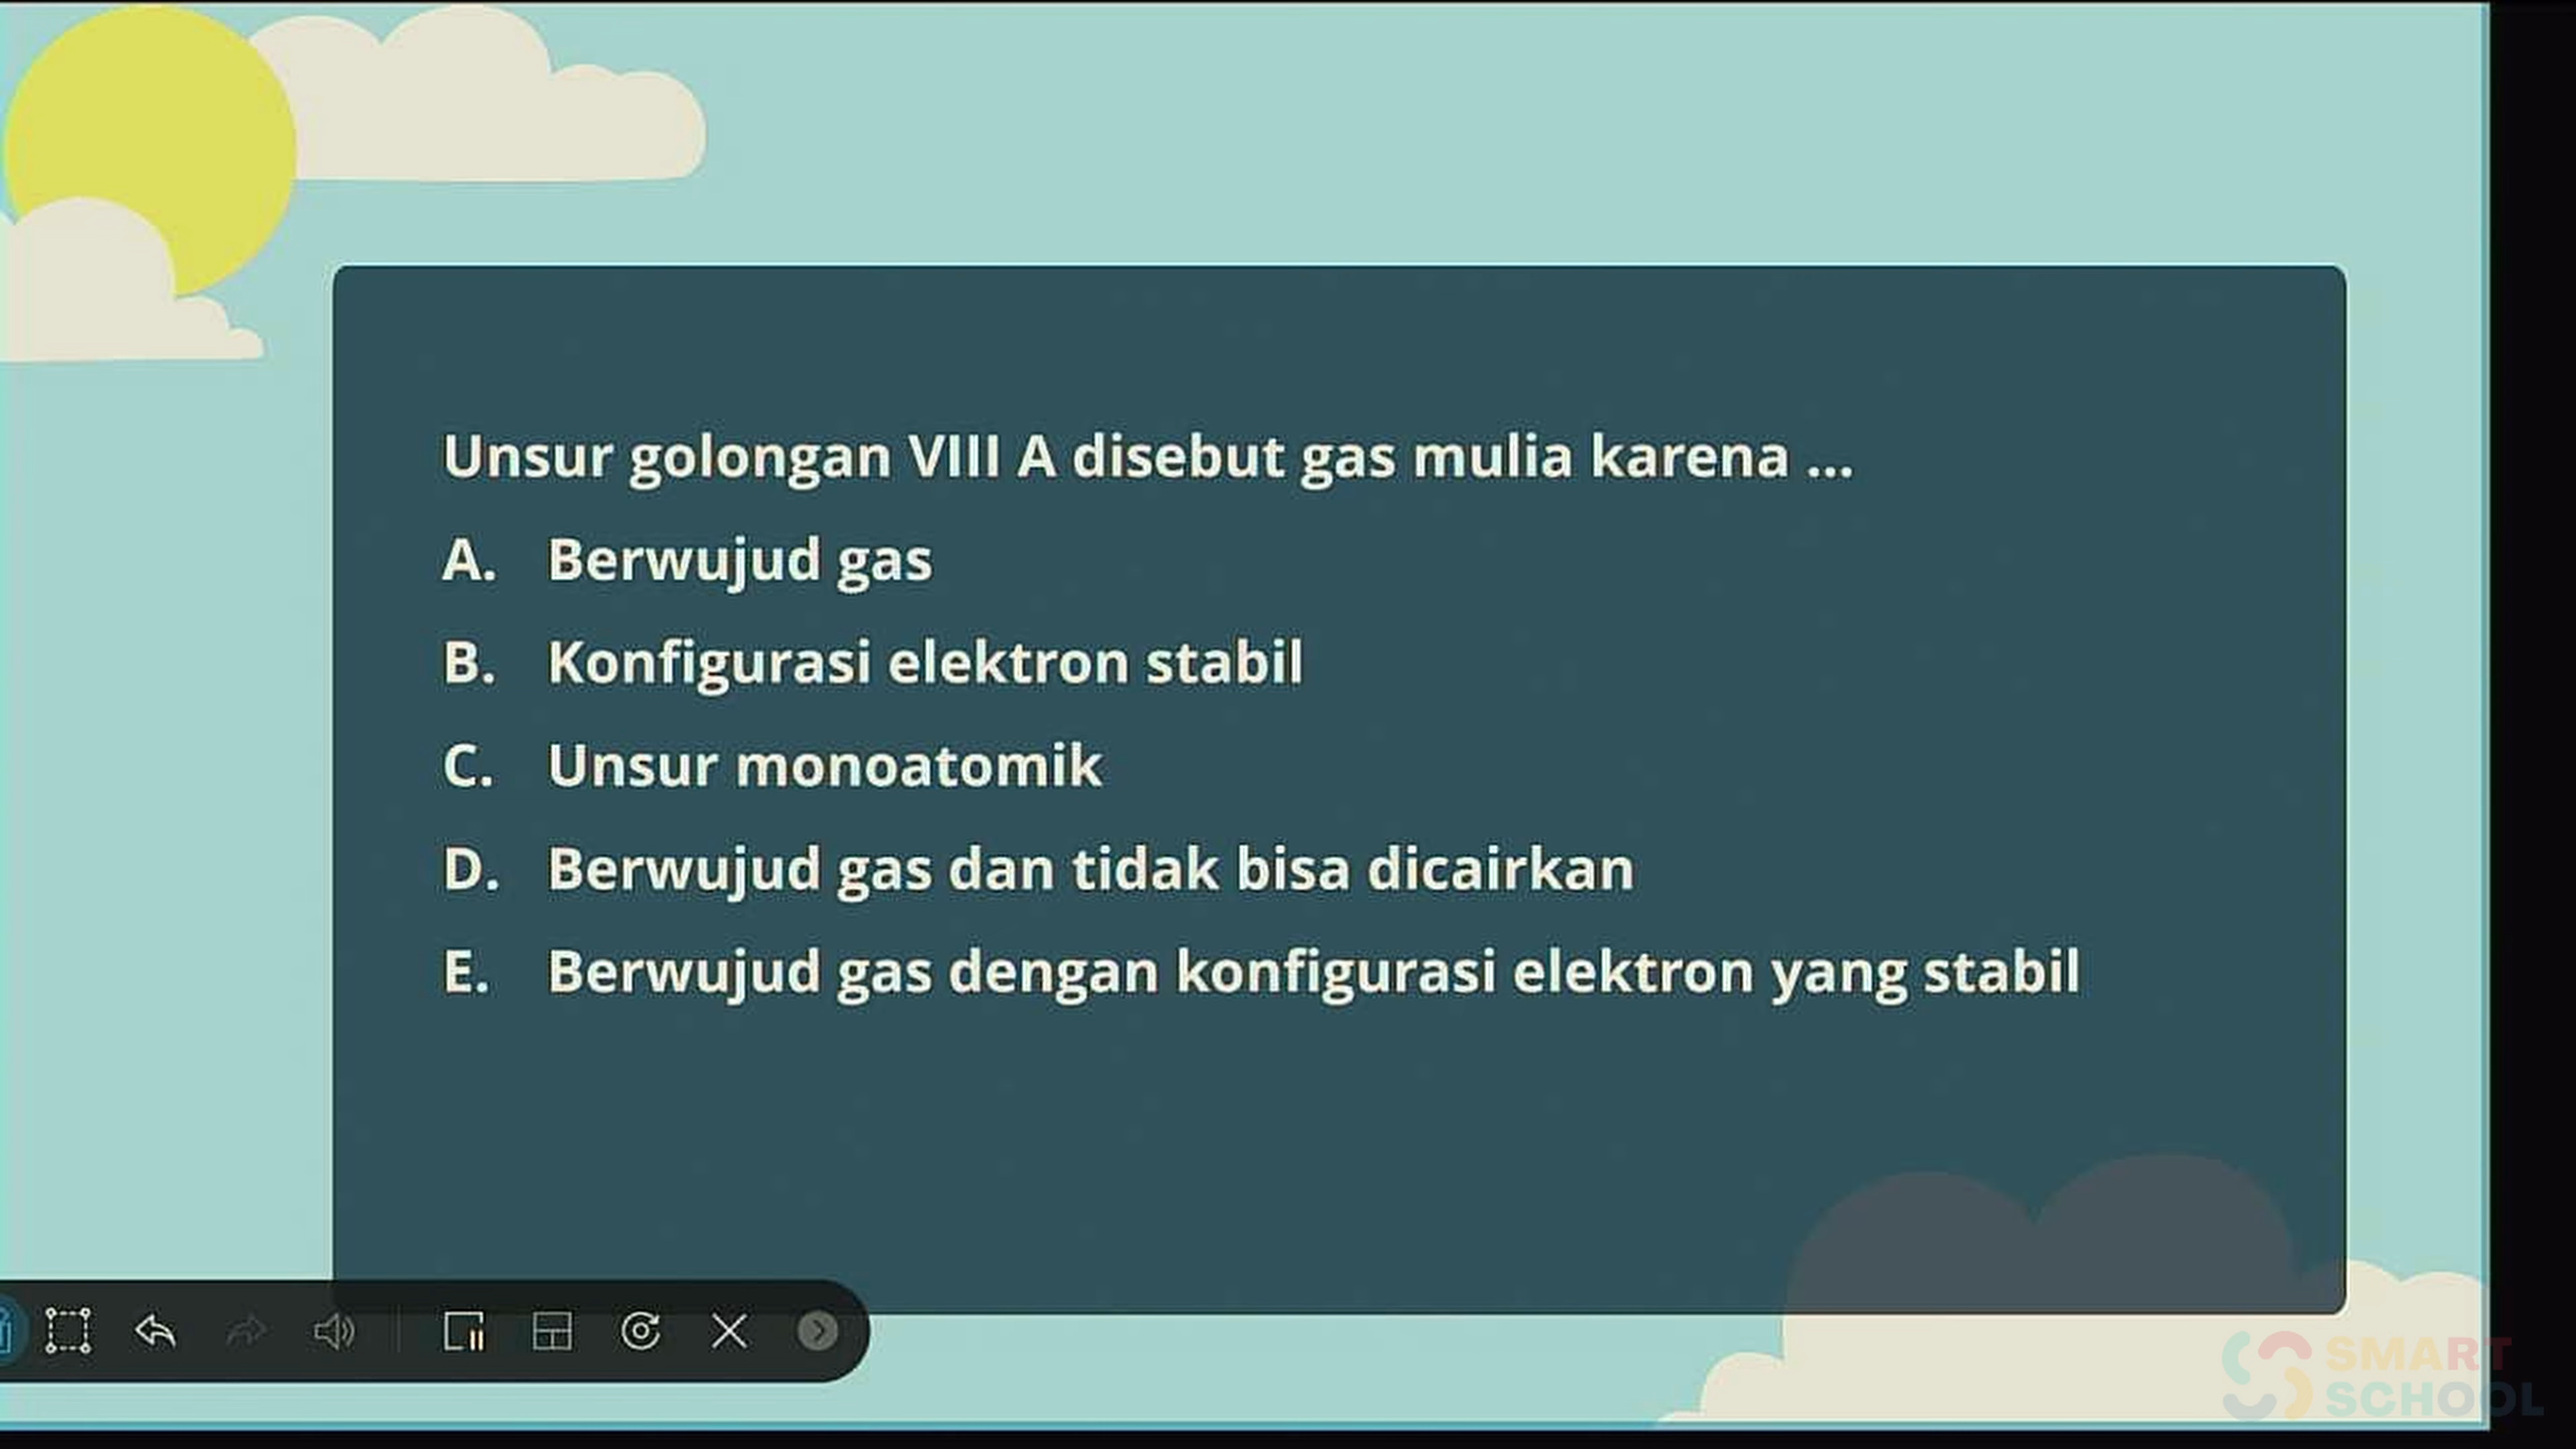 Unsur golongan VIII A disebut gas mulia karena ...
A. Berwujud gas
B. Konfigurasi elektron stabil
C. Unsur monoatomik
D. Berwujud gas dan tidak bisa dicairkan
E. Berwujud gas dengan konfigurasi elektron yang stabil
SMART
SCHOOL